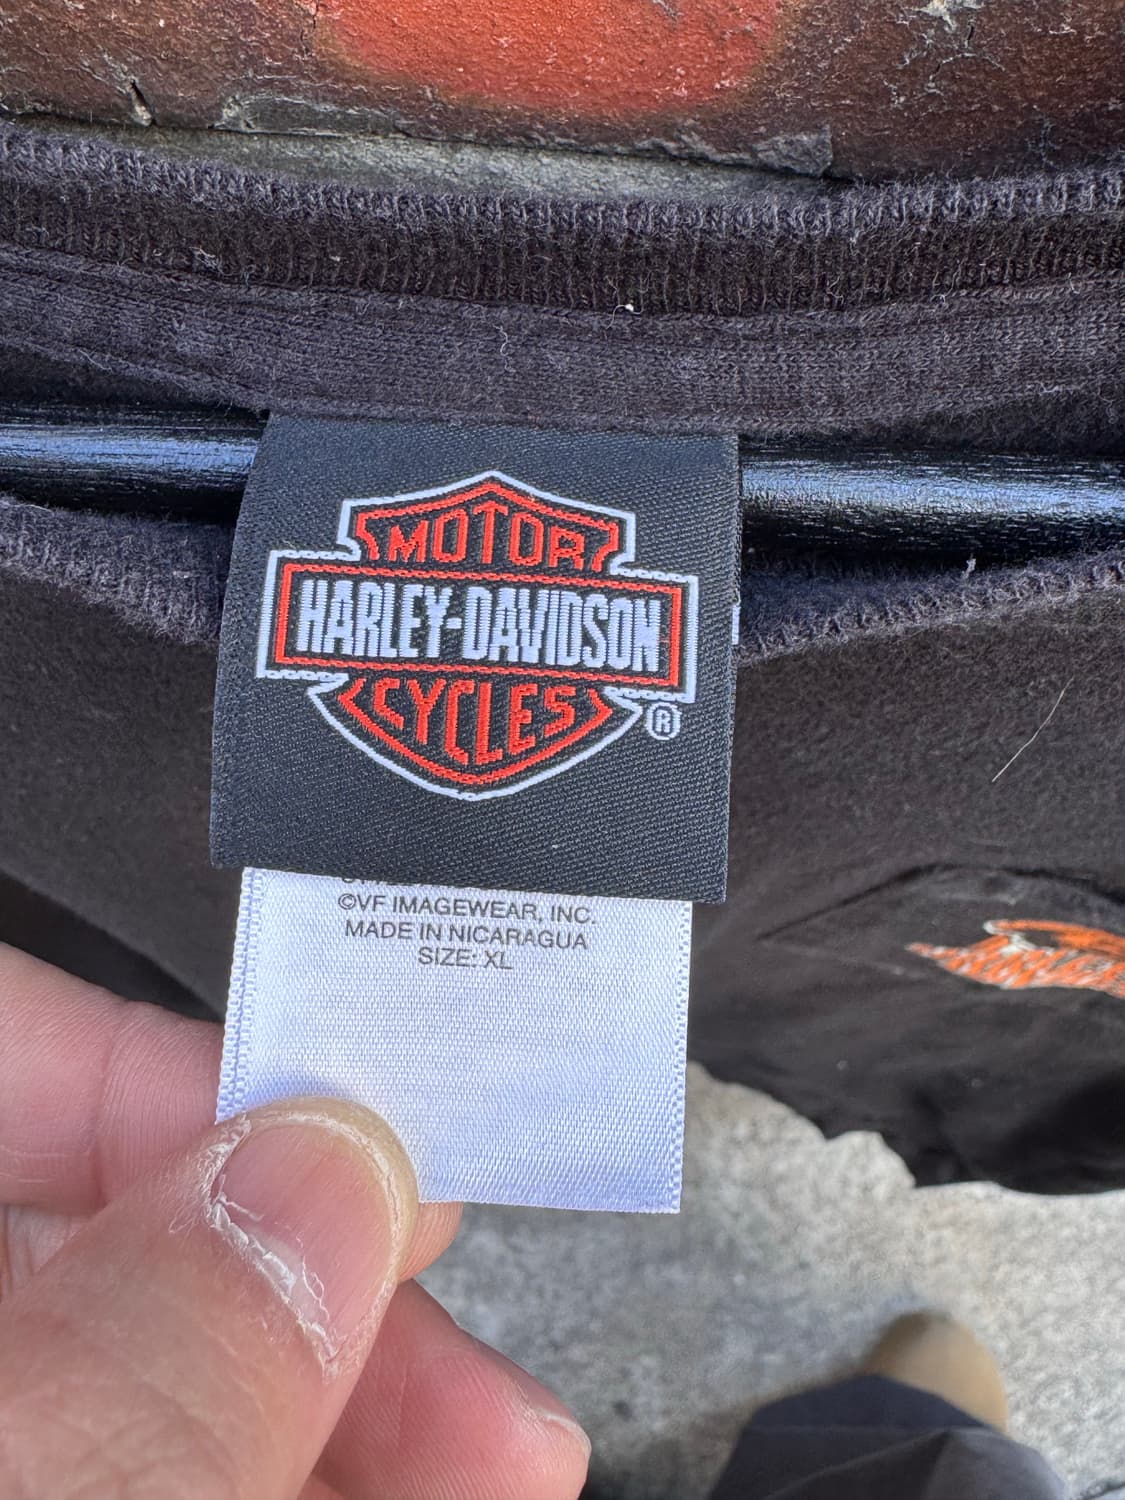 MOTOR
HARLEY-DAVIDSON
CYCLES
®
©VF IMAGEWEAR, INC.
MADE IN NICARAGUA
SIZE: XL